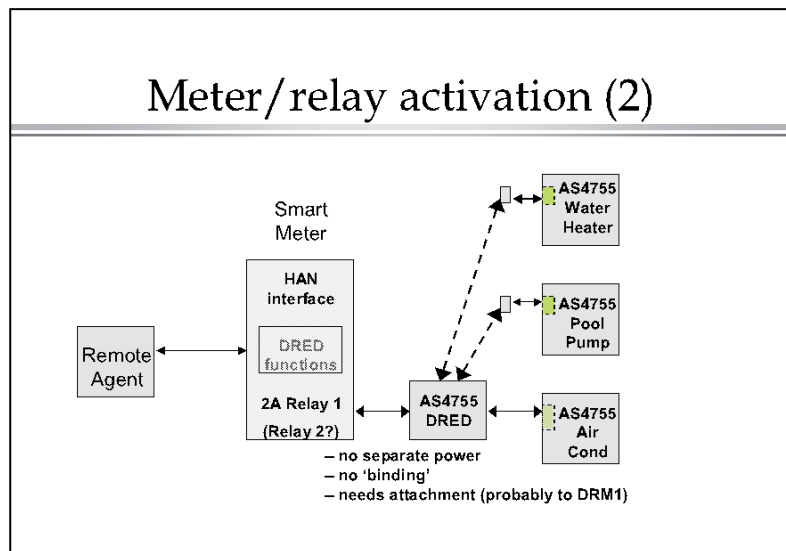 Meter/relay activation (2)
Smart
Meter
HAN
interface
DRED
functions
2A Relay 1
(Relay 2?)
Remote
Agent
AS4755
DRED
– no separate power
– no ‘binding’
– needs attachment (probably to DRM1)
AS4755
Water
Heater
AS4755
Pool
Pump
AS4755
Air
Cond